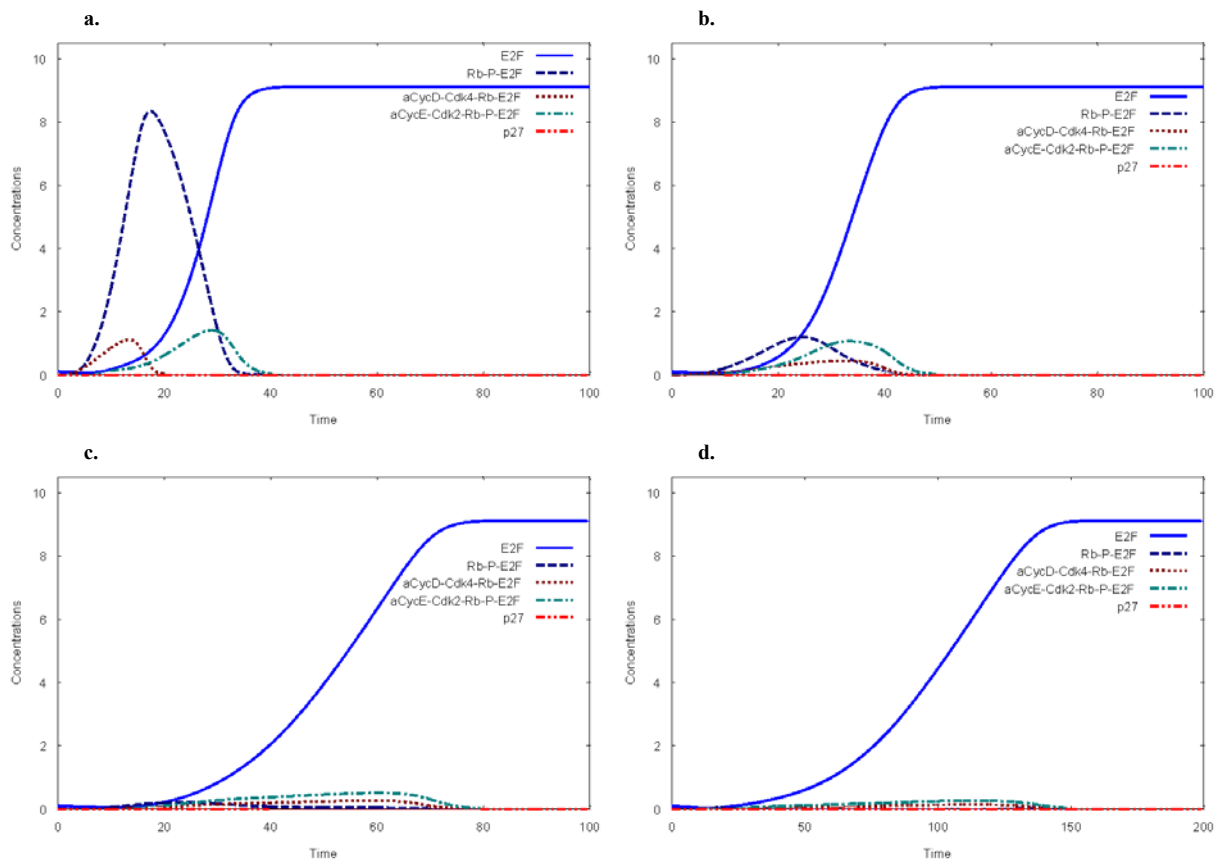 a.
10
8
6
4
2
0
Concentrations
E2F
Rb-P-E2F
aCycD-Cdk4-Rb-E2F
aCycE-Cdk2-Rb-P-E2F
p27
0 20 40 60 80 100
Time
b.
10
8
6
4
2
0
Concentrations
E2F
Rb-P-E2F
aCycD-Cdk4-Rb-E2F
aCycE-Cdk2-Rb-P-E2F
p27
0 20 40 60 80 100
Time
c.
10
8
6
4
2
0
Concentrations
E2F
Rb-P-E2F
aCycD-Cdk4-Rb-E2F
aCycE-Cdk2-Rb-P-E2F
p27
0 20 40 60 80 100
Time
d.
10
8
6
4
2
0
Concentrations
E2F
Rb-P-E2F
aCycD-Cdk4-Rb-E2F
aCycE-Cdk2-Rb-P-E2F
p27
0 50 100 150 200
Time